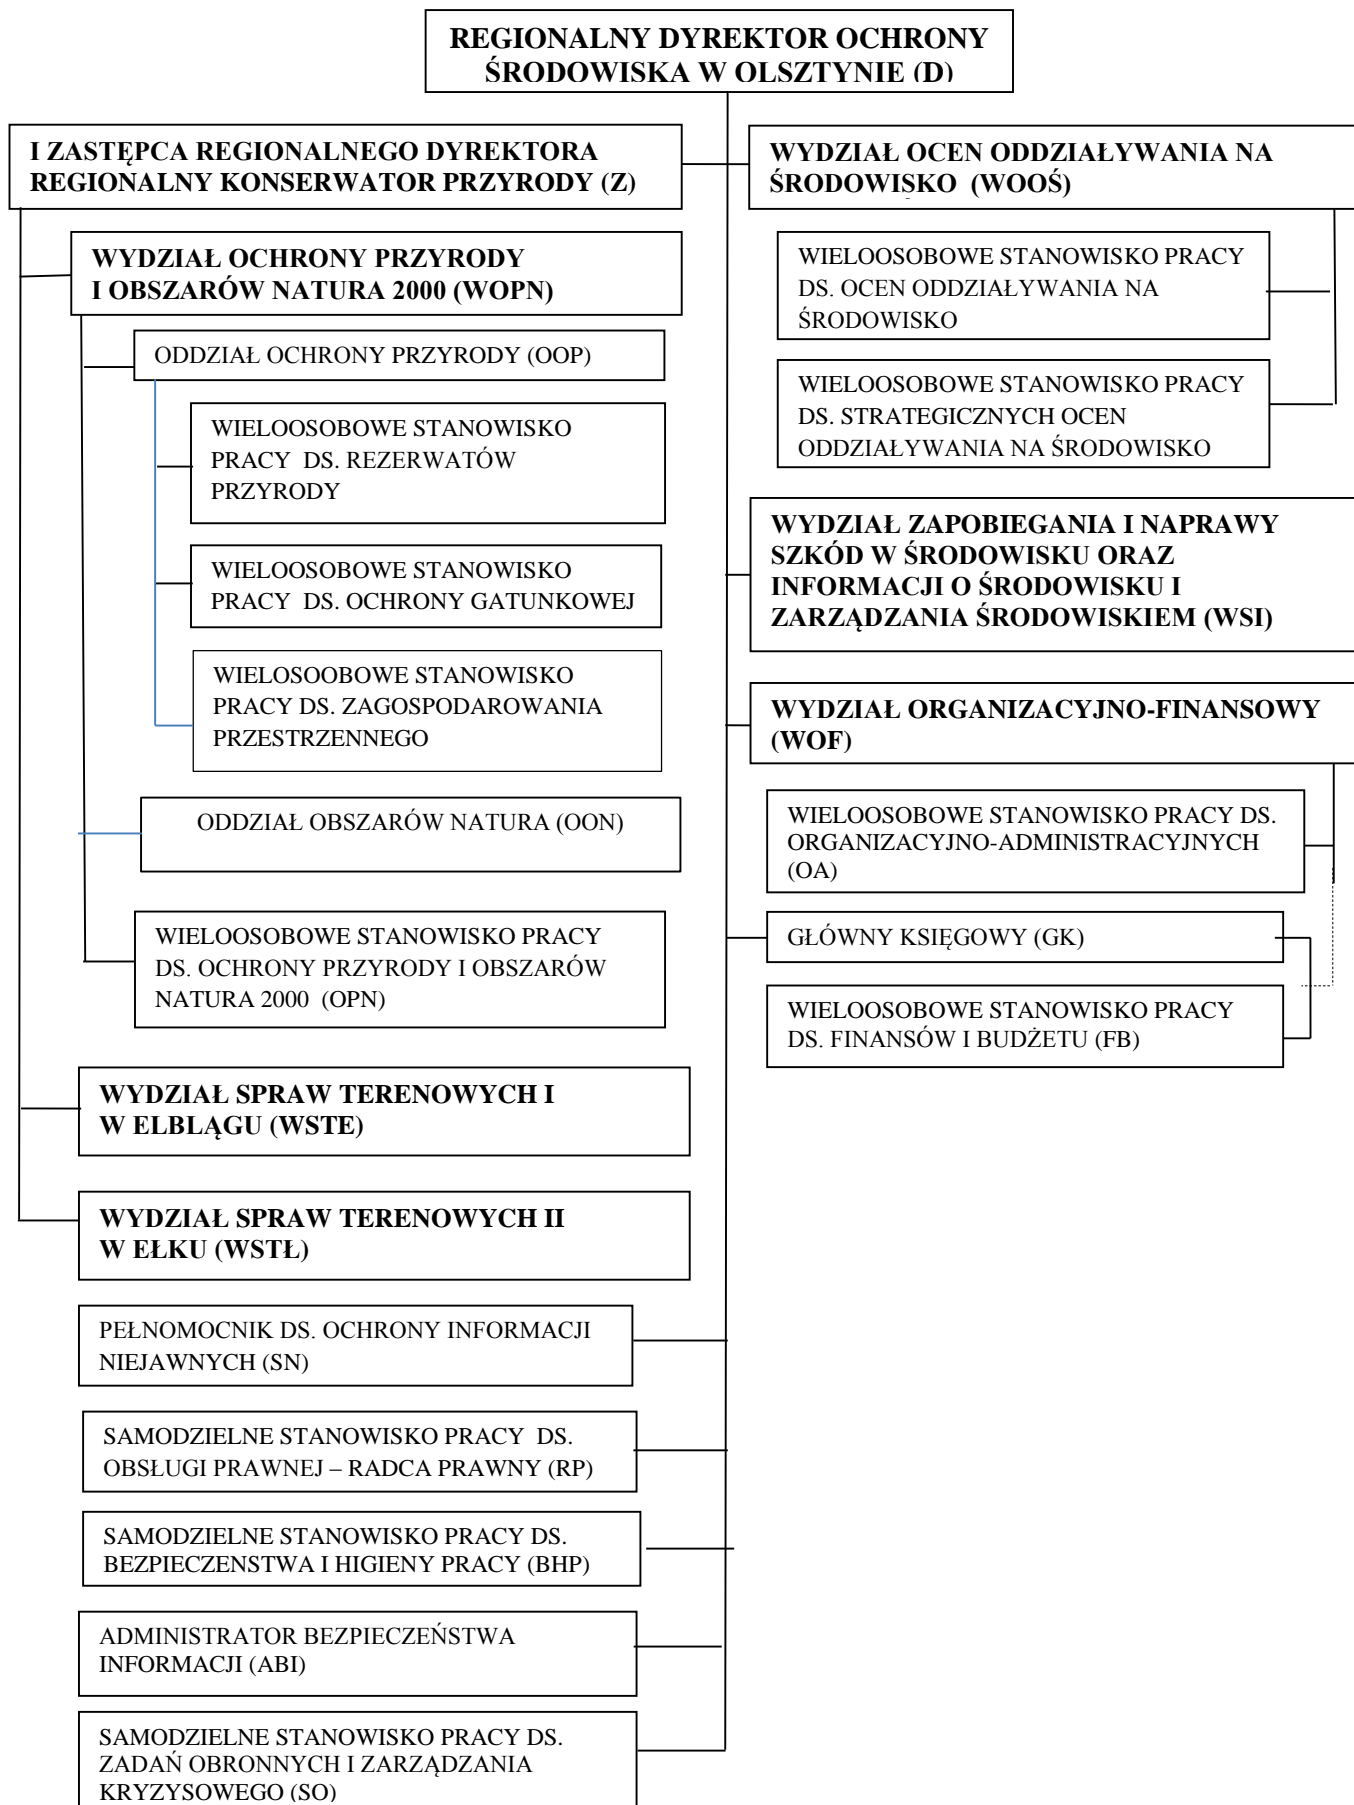 REGIONALNY DYREKTOR OCHRONY
ŚRODOWISKA W OLSZTYNIE (D)
I ZASTĘPCA REGIONALNEGO DYREKTORA
REGIONALNY KONSERWATOR PRZYRODY (Z)
WYDZIAŁ OCHRONY PRZYRODY
I OBSZARÓW NATURA 2000 (WOPN)
ODDZIAŁ OCHRONY PRZYRODY (OOP)
WIELOOSOBOWE STANOWISKO
PRACY DS. REZERWATÓW
PRZYRODY
WIELOOSOBOWE STANOWISKO
PRACY DS. OCHRONY GATUNKOWEJ
WIELOSOOBOWE STANOWISKO
PRACY DS. ZAGOSPODAROWANIA
PRZESTRZENNEGO
ODDZIAŁ OBSZARÓW NATURA (OON)
WIELOOSOBOWE STANOWISKO PRACY
DS. OCHRONY PRZYRODY I OBSZARÓW
NATURA 2000 (OPN)
WYDZIAŁ SPRAW TERENOWYCH I
W ELBLĄGU (WSTE)
WYDZIAŁ SPRAW TERENOWYCH II
W EŁKU (WSTŁ)
PEŁNOMOCNIK DS. OCHRONY INFORMACJI
NIEJAWNYCH (SN)
SAMODZIELNE STANOWISKO PRACY DS.
OBSŁUGI PRAWNEJ – RADCA PRAWNY (RP)
SAMODZIELNE STANOWISKO PRACY DS.
BEZPIECZENSTWA I HIGIENY PRACY (BHP)
ADMINISTRATOR BEZPIECZEŃSTWA
INFORMACJI (ABI)
SAMODZIELNE STANOWISKO PRACY DS.
ZADAŃ OBRONNYCH I ZARZĄDZANIA
KRYZYSOWEGO (SO)
WYDZIAŁ OCEN ODDZIAŁYWANIA NA
ŚRODOWISKO (WOOŚ)
WIELOOSOBOWE STANOWISKO PRACY
DS. OCEN ODDZIAŁYWANIA NA
ŚRODOWISKO
WIELOOSOBOWE STANOWISKO PRACY
DS. STRATEGICZNYCH OCEN
ODDZIAŁYWANIA NA ŚRODOWISKO
WYDZIAŁ ZAPOBIEGANIA I NAPRAWY
SZKÓD W ŚRODOWISKU ORAZ
INFORMACJI O ŚRODOWISKU I
ZARZĄDZANIA ŚRODOWISKIEM (WSI)
WYDZIAŁ ORGANIZACYJNO-FINANSOWY
(WOF)
WIELOOSOBOWE STANOWISKO PRACY DS.
ORGANIZACYJNO-ADMINISTRACYJNYCH
(OA)
GŁÓWNY KSIĘGOWY (GK)
WIELOOSOBOWE STANOWISKO PRACY
DS. FINANSÓW I BUDŻETU (FB)